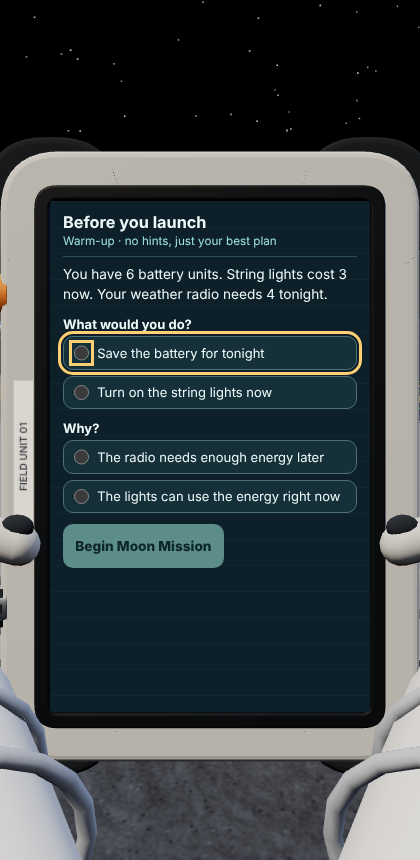 Before you launch
Warm-up · no hints, just your best plan
You have 6 battery units. String lights cost 3
now. Your weather radio needs 4 tonight.
What would you do?
Save the battery for tonight
Turn on the string lights now
Why?
The radio needs enough energy later
The lights can use the energy right now
Begin Moon Mission
FIELD UNIT 01